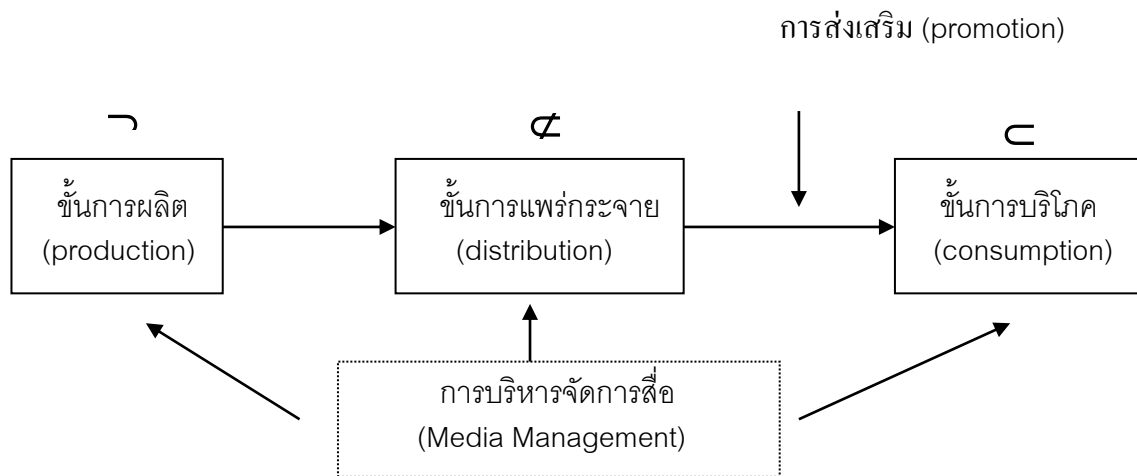 การส่งเสริม (promotion)
⊄
⊂
ขั้นการผลิต
(production)
ขั้นการแพร่กระจาย
(distribution)
ขั้นการบริโภค
(consumption)
การบริหารจัดการสื่อ
(Media Management)